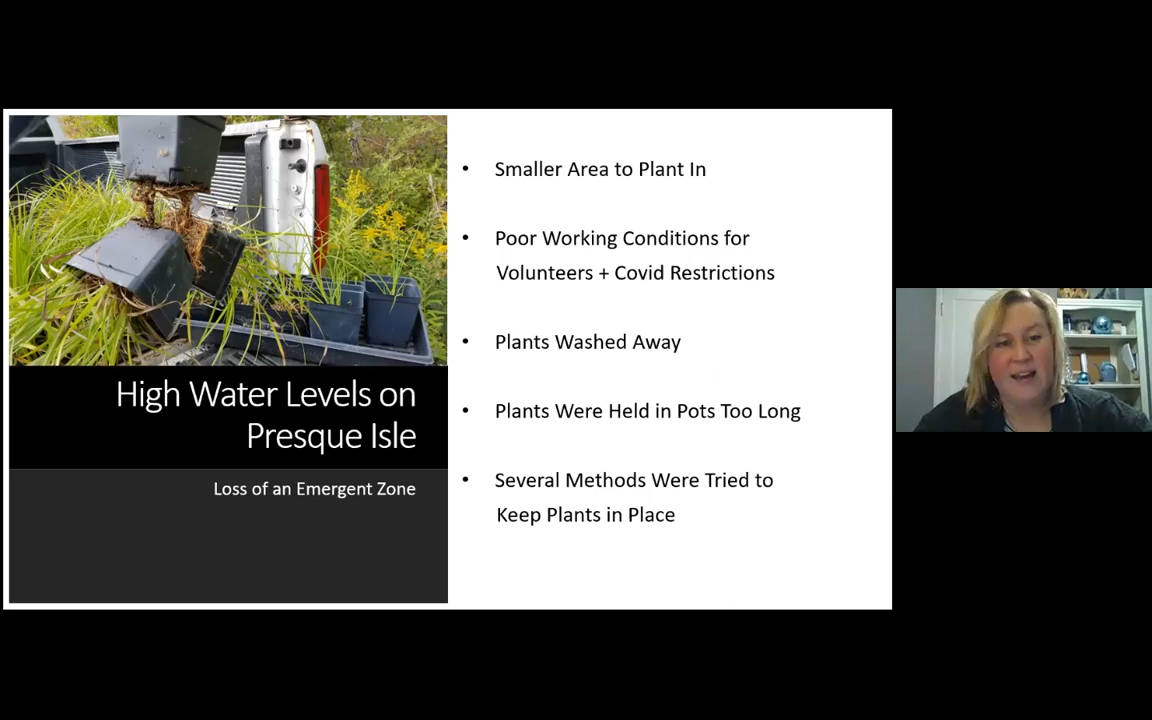 High Water Levels on
Presque Isle
Loss of an Emergent Zone
• Smaller Area to Plant In
• Poor Working Conditions for
Volunteers + Covid Restrictions
• Plants Washed Away
• Plants Were Held in Pots Too Long
• Several Methods Were Tried to
Keep Plants in Place